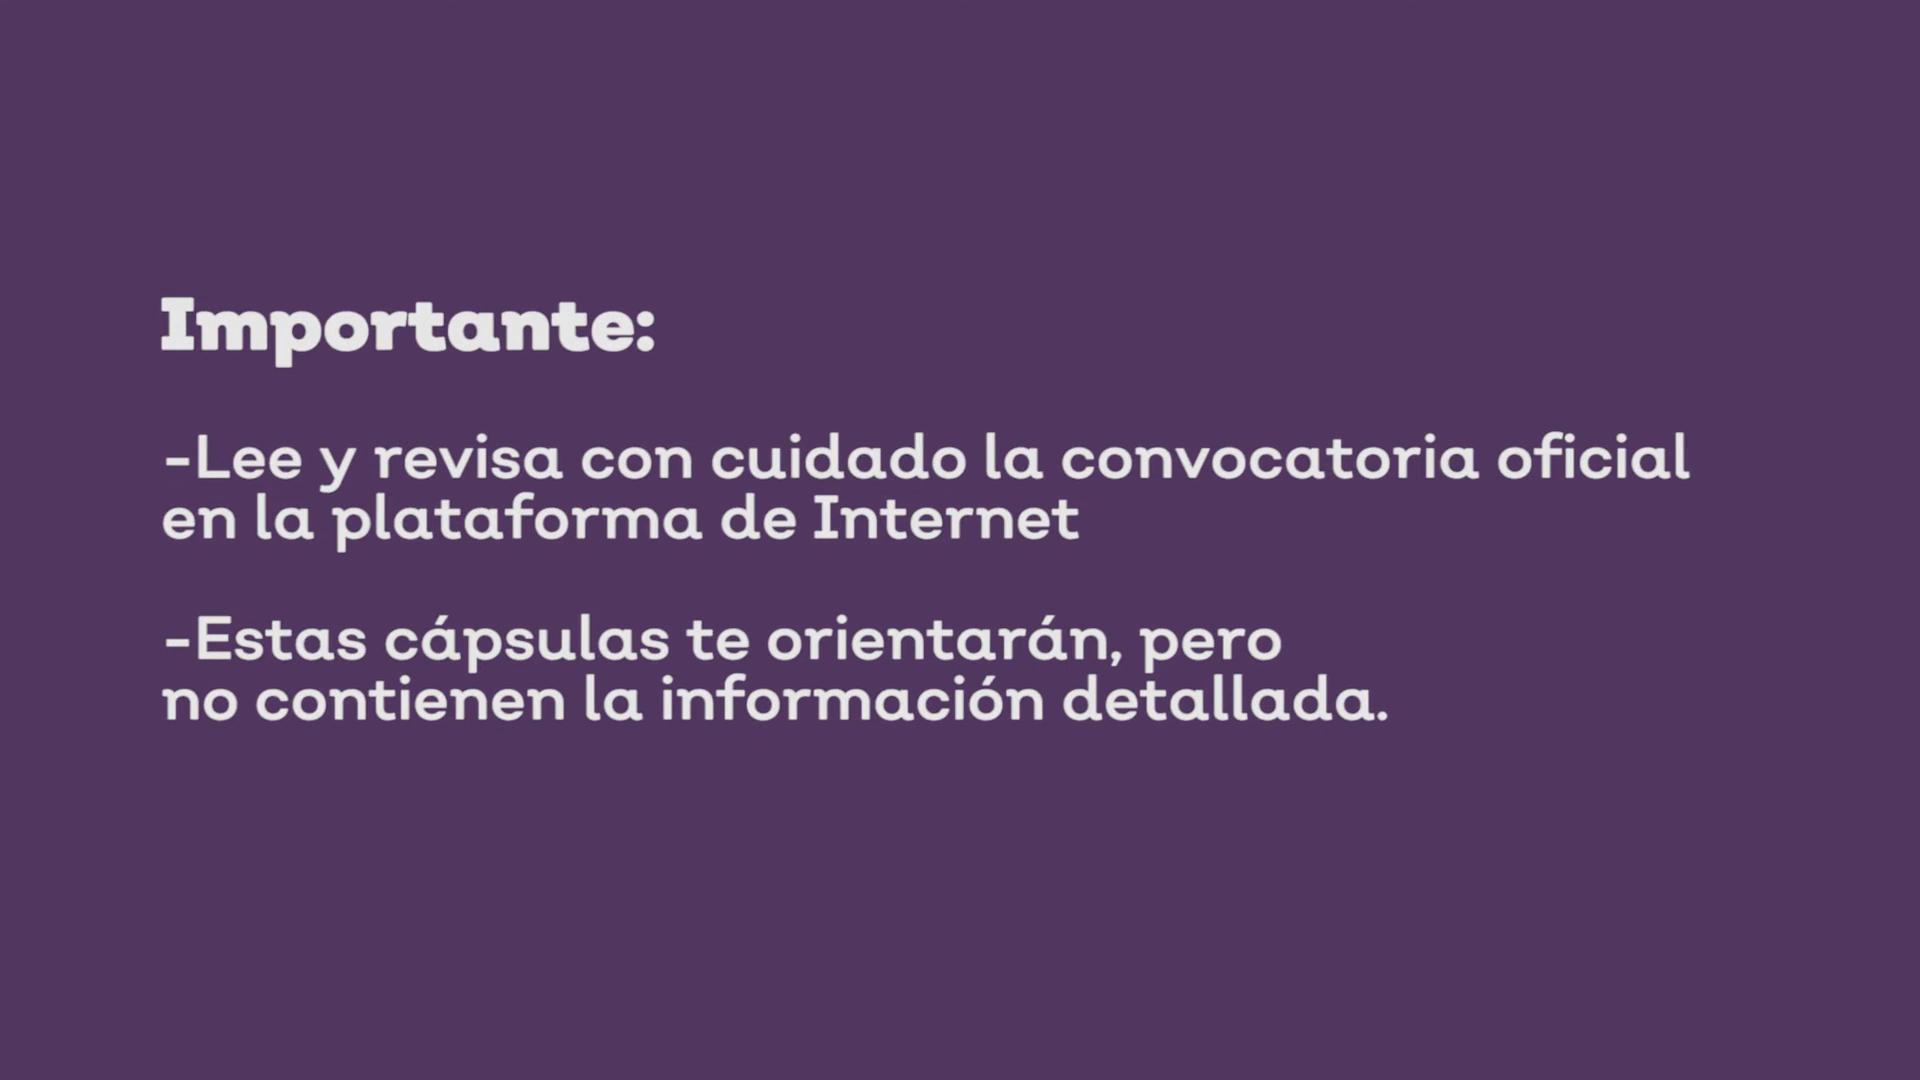 Importante:
-Lee y revisa con cuidado la convocatoria oficial
en la plataforma de Internet
-Estas cápsulas te orientarán, pero
no contienen la información detallada.